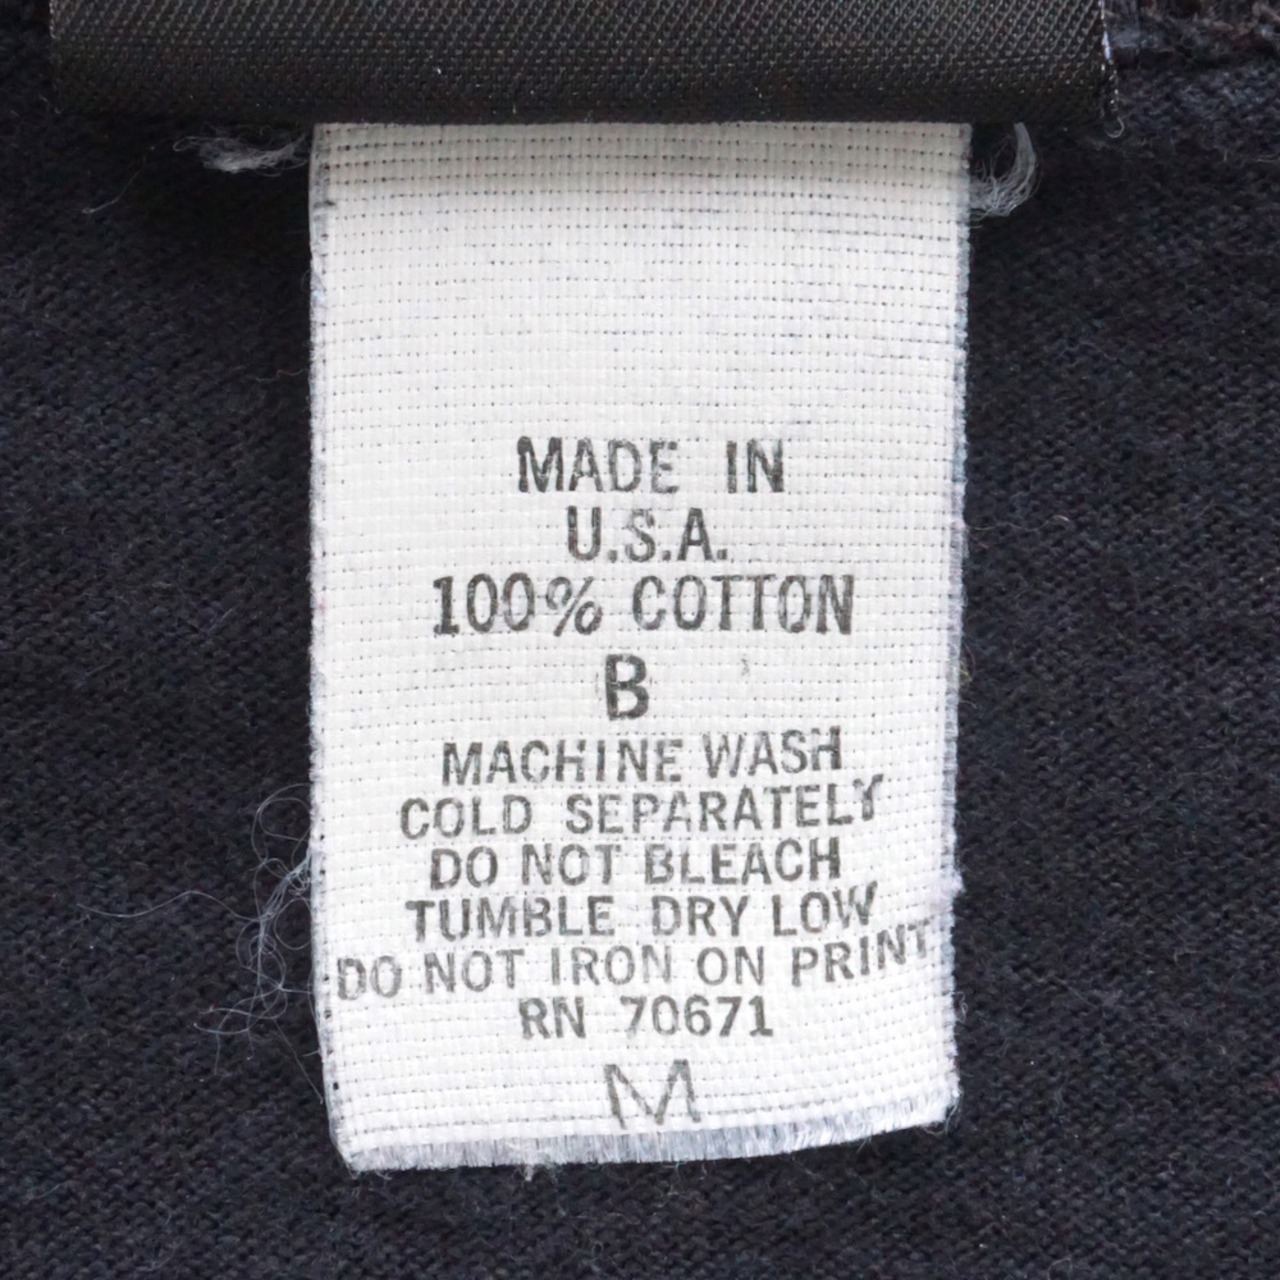 MADE IN
U.S.A.
100% COTTON
B
MACHINE WASH
COLD SEPARATELY
DO NOT BLEACH
TUMBLE DRY LOW
DO NOT IRON ON PRINT
RN 70671
M